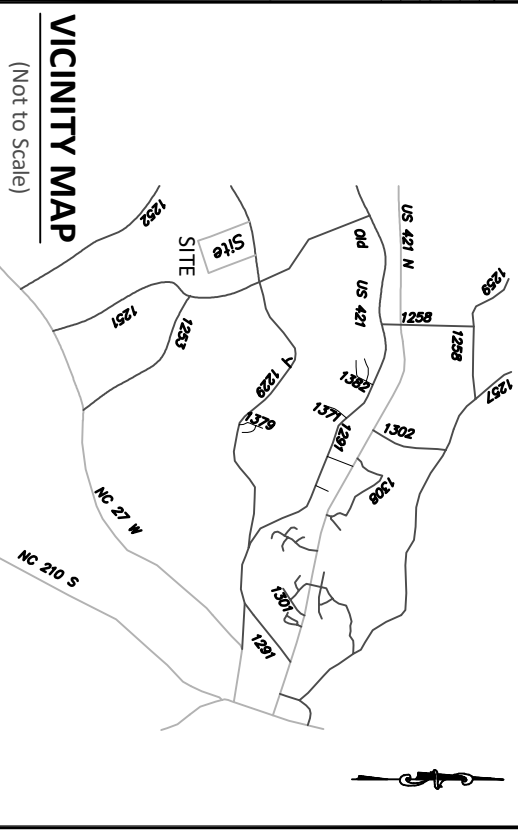 VICINITY MAP
(Not to Scale)
1259
US 421 N
1258
1258
1257
Old
US 421
1252
Site
SITE
1382
1302
1371
1291
1251
1253
1229
1379
1308
NC 27 W
NC 210 S
1301
1291